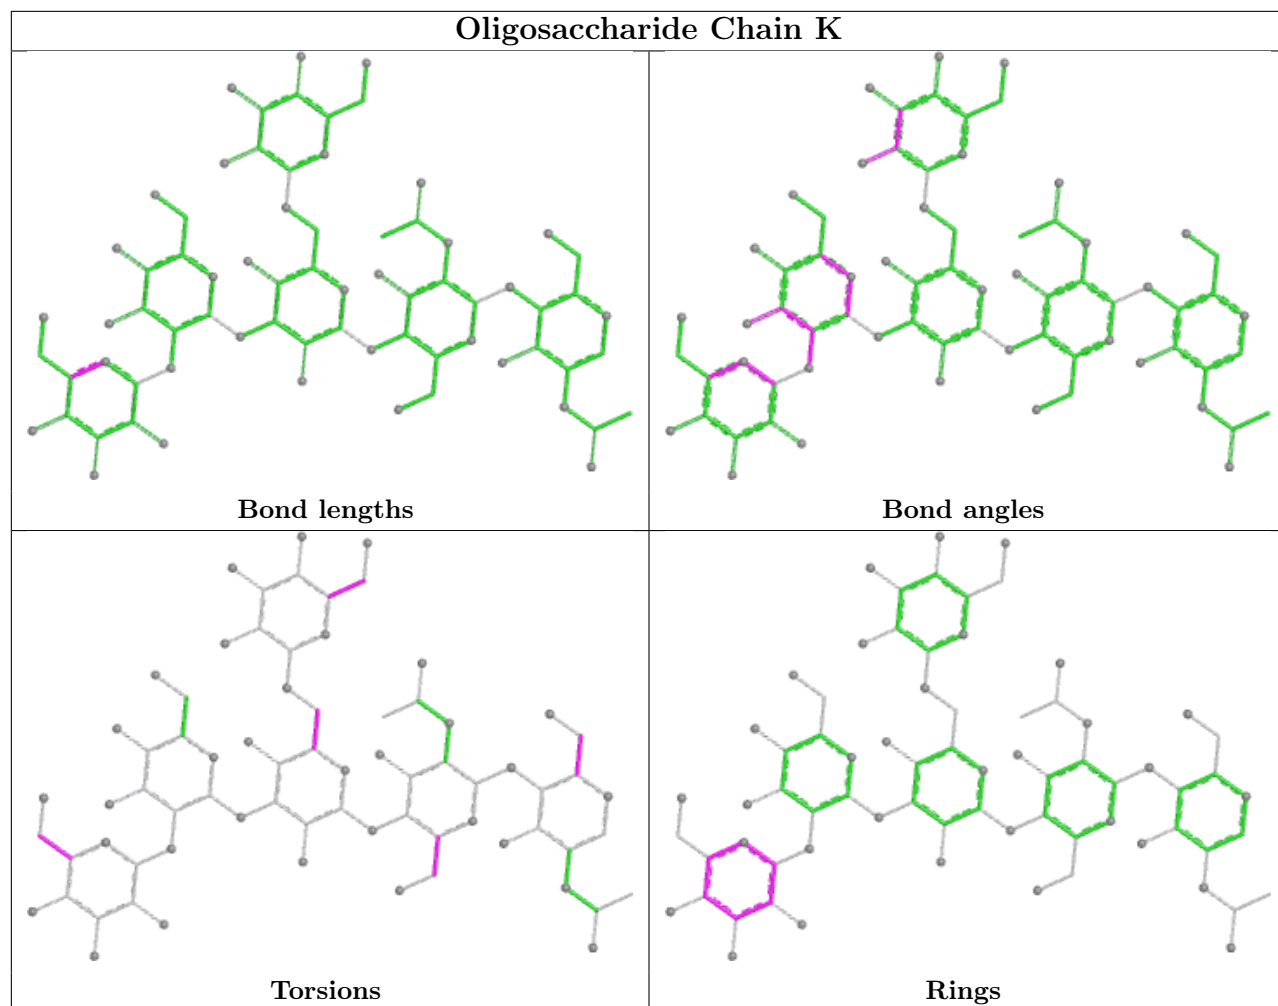 Oligosaccharide Chain K
Bond lengths
Bond angles
Torsions
Rings